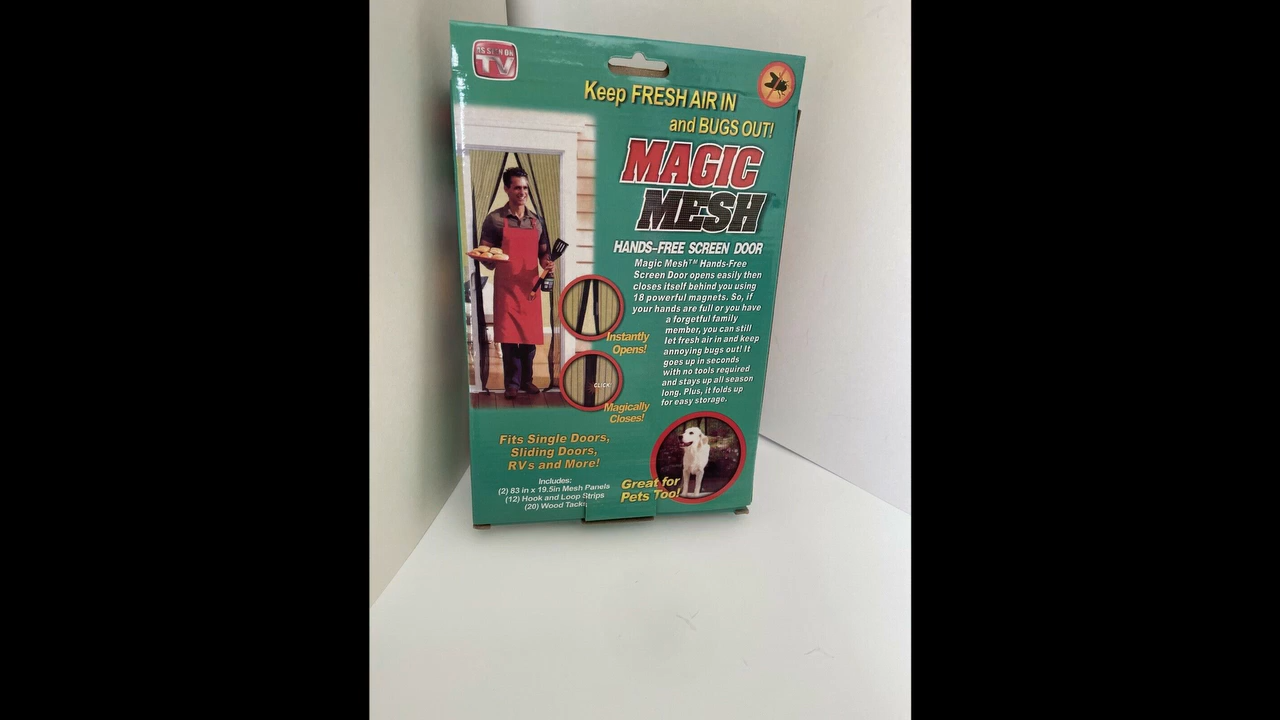 AS SEEN ON
TV
Keep FRESH AIR IN
and BUGS OUT!
MAGIC
MESH
HANDS-FREE SCREEN DOOR
Magic Mesh™ Hands-Free
Screen Door opens easily then
closes itself behind you using
18 powerful magnets. So, if
your hands are full or you have
a forgetful family
member, you can still
let fresh air in and keep
annoying bugs out! It
goes up in seconds
with no tools required
and stays up all season
long. Plus, it folds up
for easy storage.
Instantly
Opens!
CLICK
Magically
Closes!
Fits Single Doors,
Sliding Doors,
RVs and More!
Includes:
(2) 83 in x 19.5in Mesh Panels
(12) Hook and Loop Strips
(20) Wood Tacks
Great for
Pets Too!